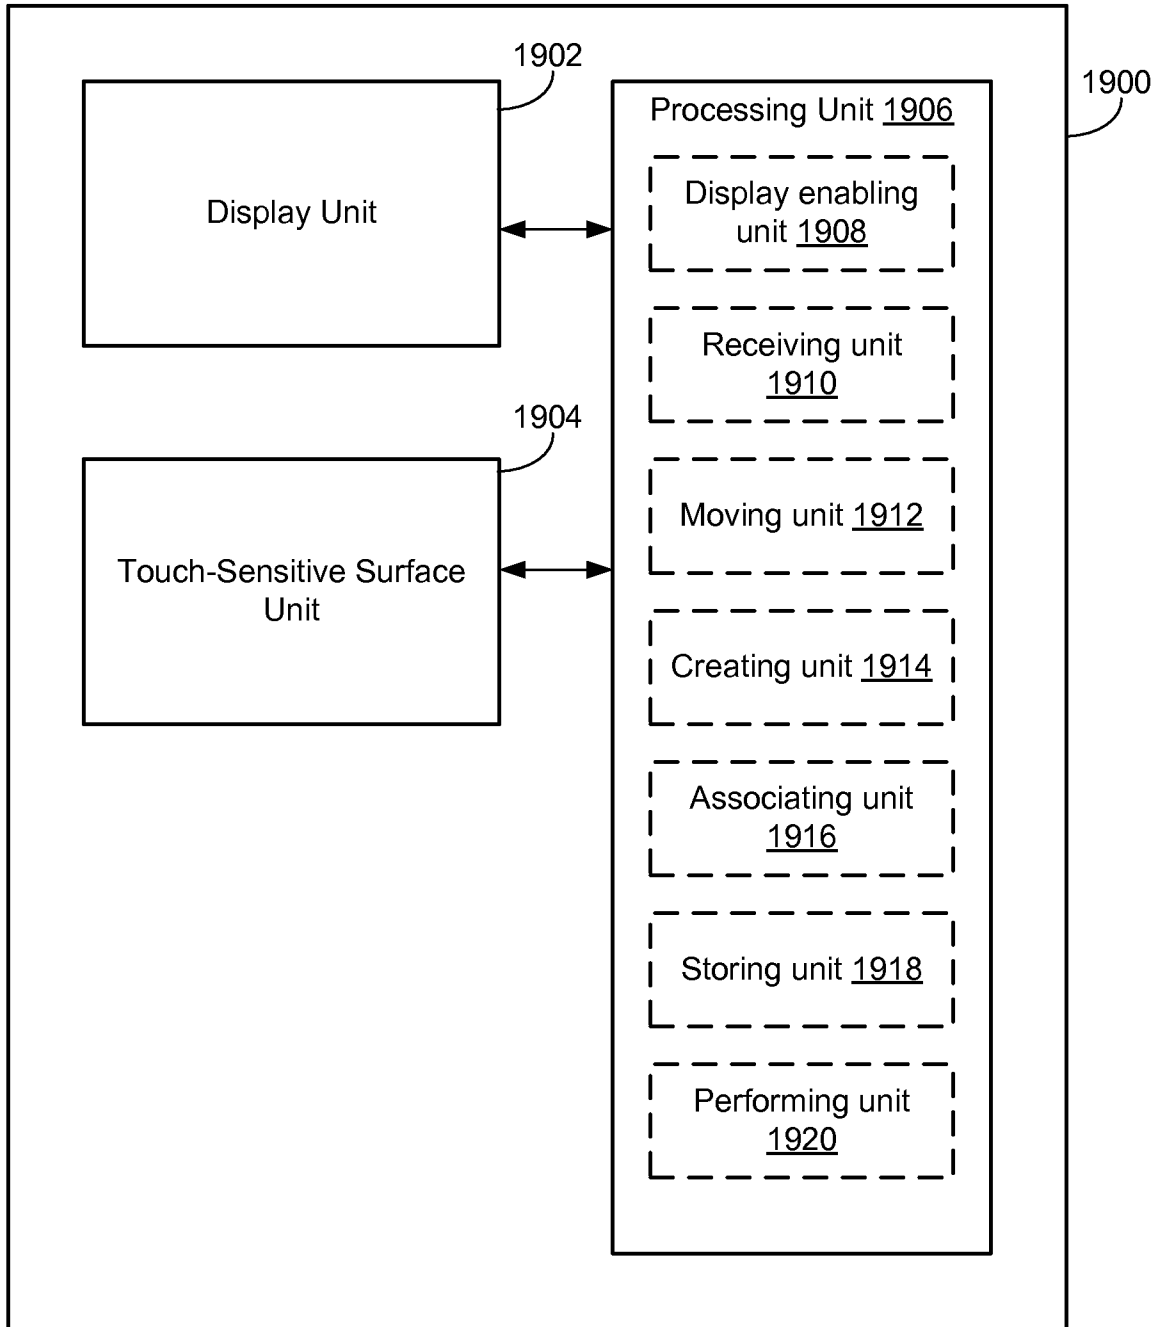 1902
1900
Display Unit
Processing Unit 1906
Display enabling
unit 1908
Receiving unit
1910
1904
Touch-Sensitive Surface
Unit
Moving unit 1912
Creating unit 1914
Associating unit
1916
Storing unit 1918
Performing unit
1920